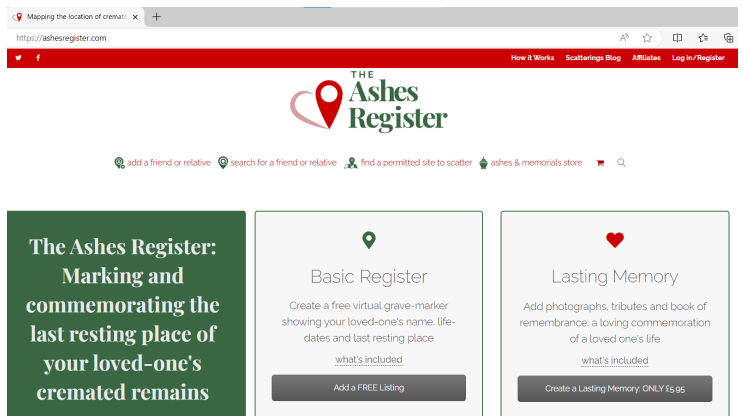 Mapping the location of cremate
https://ashesregister.com
How it Works Scatterings Blog Affiliates Log in/Register
THE
Ashes
Register
add a friend or relative search for a friend or relative find a permitted site to scatter ashes & memorials store
The Ashes Register:
Marking and
commemorating the
last resting place of
your loved-one's
cremated remains
Basic Register
Create a free virtual grave-marker
showing your loved-one's name, life-
dates and last resting place
what's included
Add a FREE Listing
Lasting Memory
Add photographs, tributes and book of
remembrance: a loving commemoration
of a loved one's life
what's included
Create a Lasting Memory: ONLY £5.95